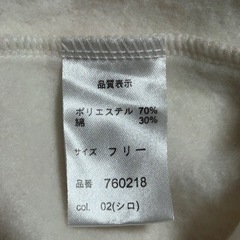 品質表示
ポリエステル 70%
綿 30%
サイズ フリー
品番 760218
col. 02(シロ)